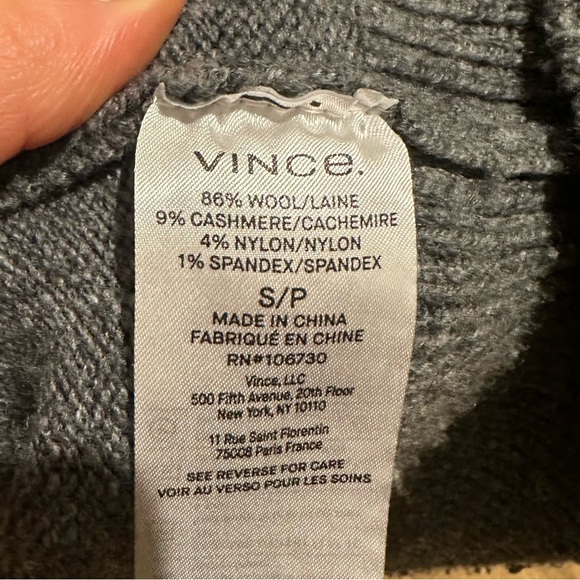 VINCe.
86% WOOL/LAINE
9% CASHMERE/CACHEMIRE
4% NYLON/NYLON
1% SPANDEX/SPANDEX
S/P
MADE IN CHINA
FABRIQUÉ EN CHINE
RN#106730
Vince, LLC
500 Fifth Avenue, 20th Floor
New York, NY 10110
11 Rue Saint Florentin
75008 Paris France
SEE REVERSE FOR CARE
VOIR AU VERSO POUR LES SOINS